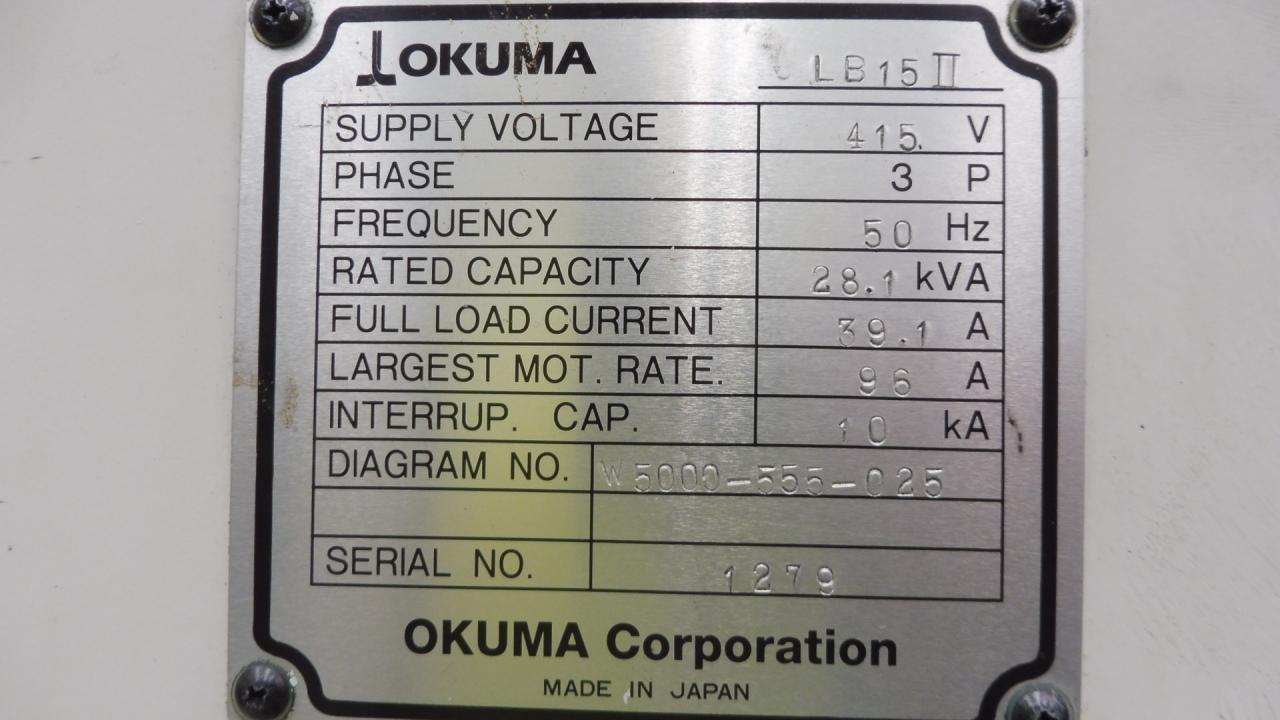 OKUMA LB15 II
SUPPLY VOLTAGE 415. V
PHASE 3 P
FREQUENCY 50 Hz
RATED CAPACITY 28.1 kVA
FULL LOAD CURRENT 39.1 A
LARGEST MOT. RATE. 96 A
INTERRUP. CAP. 10 kA
DIAGRAM NO. W5000-555-025
SERIAL NO. 1279
OKUMA Corporation
MADE IN JAPAN